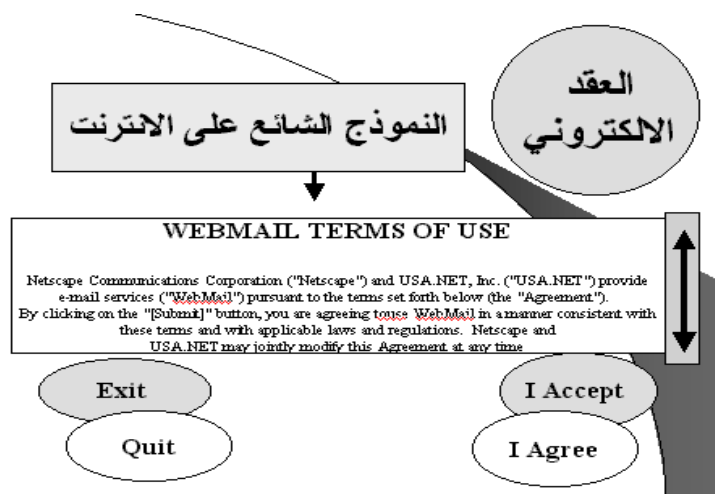 العقد
الالكتروني
النموذج الشائع على الانترنت
WEBMAIL TERMS OF USE
Netscape Communications Corporation ("Netscape") and USA.NET, Inc. ("USA.NET") provide
e-mail services ("WebMail") pursuant to the terms set forth below (the "Agreement").
By clicking on the "[Submit]" button, you are agreeing touse WebMail in a manner consistent with
these terms and with applicable laws and regulations. Netscape and
USA.NET may jointly modify this Agreement at any time
Exit
I Accept
Quit
I Agree